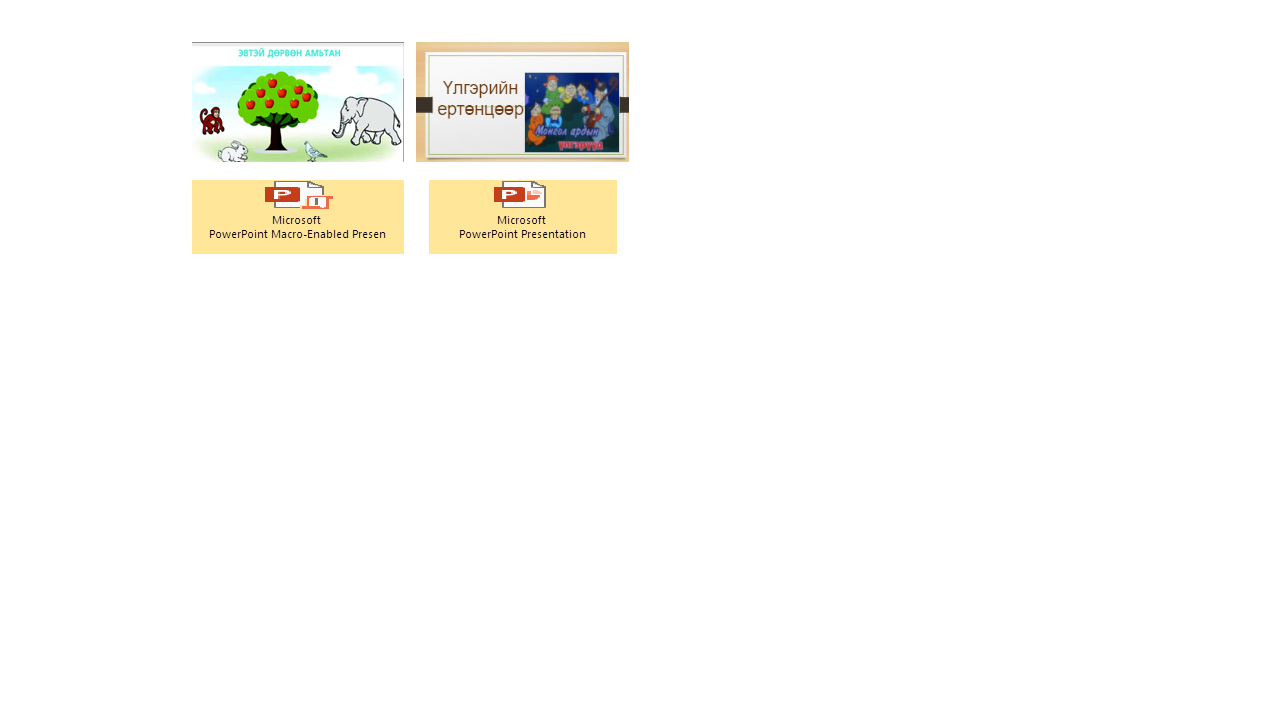 ЭВТЭЙ ДӨРВӨН АМЬТАН
Үлгэрийн
ертөнцөөр
Монгол ардын
үлгэрүүд
Microsoft
PowerPoint Macro-Enabled Presen
Microsoft
PowerPoint Presentation